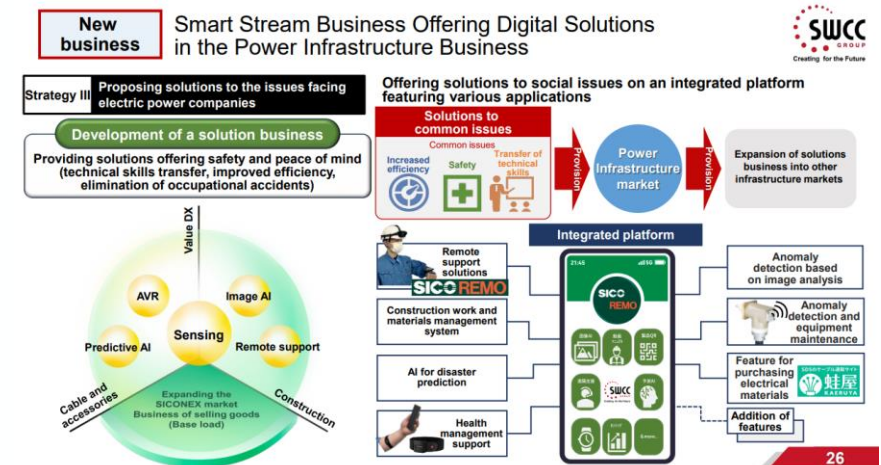 New
business
Smart Stream Business Offering Digital Solutions
in the Power Infrastructure Business
SWCC
GROUP
Creating for the Future
Strategy III
Proposing solutions to the issues facing
electric power companies
Development of a solution business
Providing solutions offering safety and peace of mind
(technical skills transfer, improved efficiency,
elimination of occupational accidents)
Value DX
AVR
Image AI
Sensing
Predictive AI
Remote support
Cable and
accessories
Construction
Expanding the
SICONEX market
Business of selling goods
(Base load)
Offering solutions to social issues on an integrated platform
featuring various applications
Solutions to
common issues
Common issues
Increased
efficiency
Safety
Transfer of
technical
skills
Provision
Power
Infrastructure
market
Provision
Expansion of solutions
business into other
infrastructure markets
Integrated platform
Remote
support
solutions
SICOREMO
Construction work and
materials management
system
AI for disaster
prediction
Health
management
support
21:45
5G
SICO
REMO
SWCC
Anomaly
detection based
on image analysis
Anomaly
detection and
equipment
maintenance
Feature for
purchasing
electrical
materials
蛙屋
KAERUYA
Addition of
features
26